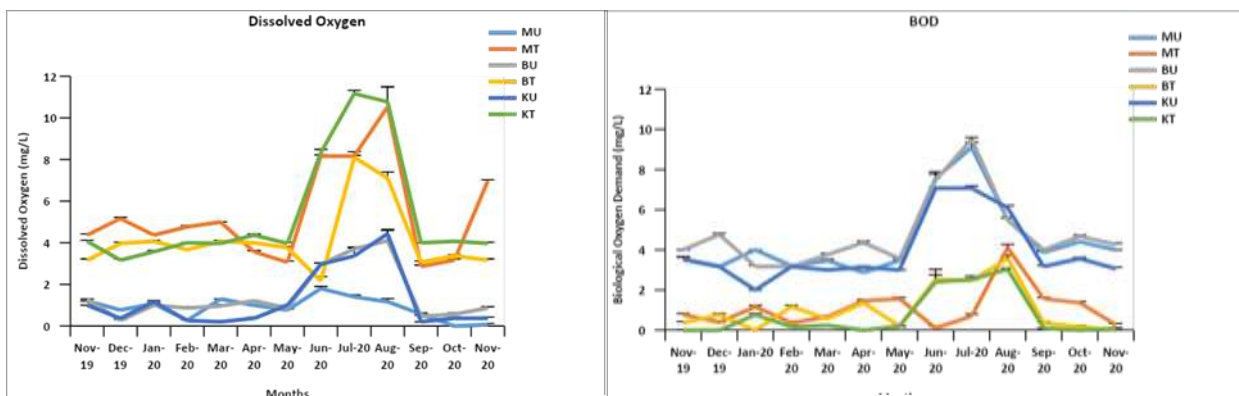 Dissolved Oxygen
MU
MT
BU
BT
KU
KT
Dissolved Oxygen (mg/L)
12
10
8
6
4
2
0
Nov-19 Dec-19 Jan-20 Feb-20 Mar-20 Apr-20 May-20 Jun-20 Jul-20 Aug-20 Sep-20 Oct-20 Nov-20
Months
BOD
MU
MT
BU
BT
KU
KT
Biological Oxygen Demand (mg/L)
12
10
8
6
4
2
0
Nov-19 Dec-19 Jan-20 Feb-20 Mar-20 Apr-20 May-20 Jun-20 Jul-20 Aug-20 Sep-20 Oct-20 Nov-20